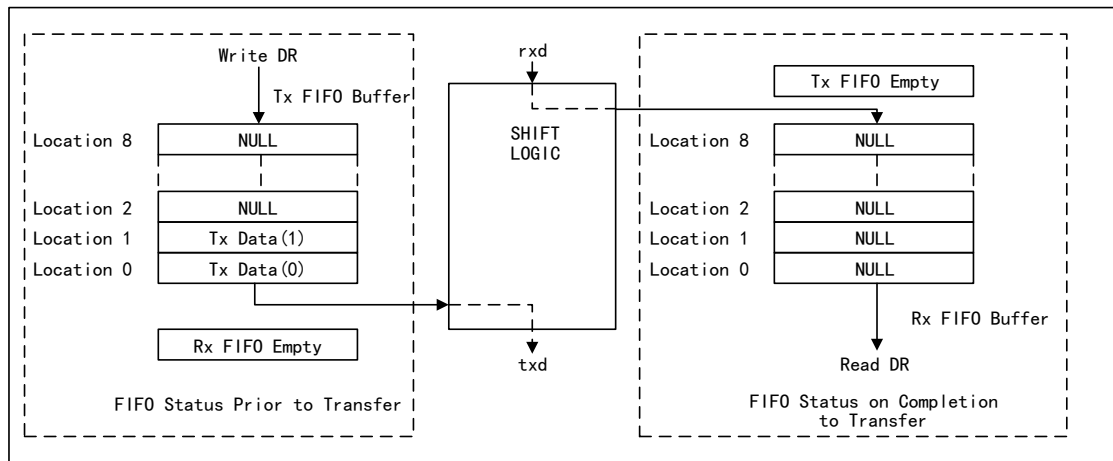 Write DR
Tx FIFO Buffer
Location 8 NULL
Location 2 NULL
Location 1 Tx Data(1)
Location 0 Tx Data(0)
Rx FIFO Empty
FIFO Status Prior to Transfer
rxd
SHIFT
LOGIC
txd
Tx FIFO Empty
Location 8 NULL
Location 2 NULL
Location 1 NULL
Location 0 NULL
Rx FIFO Buffer
Read DR
FIFO Status on Completion
to Transfer